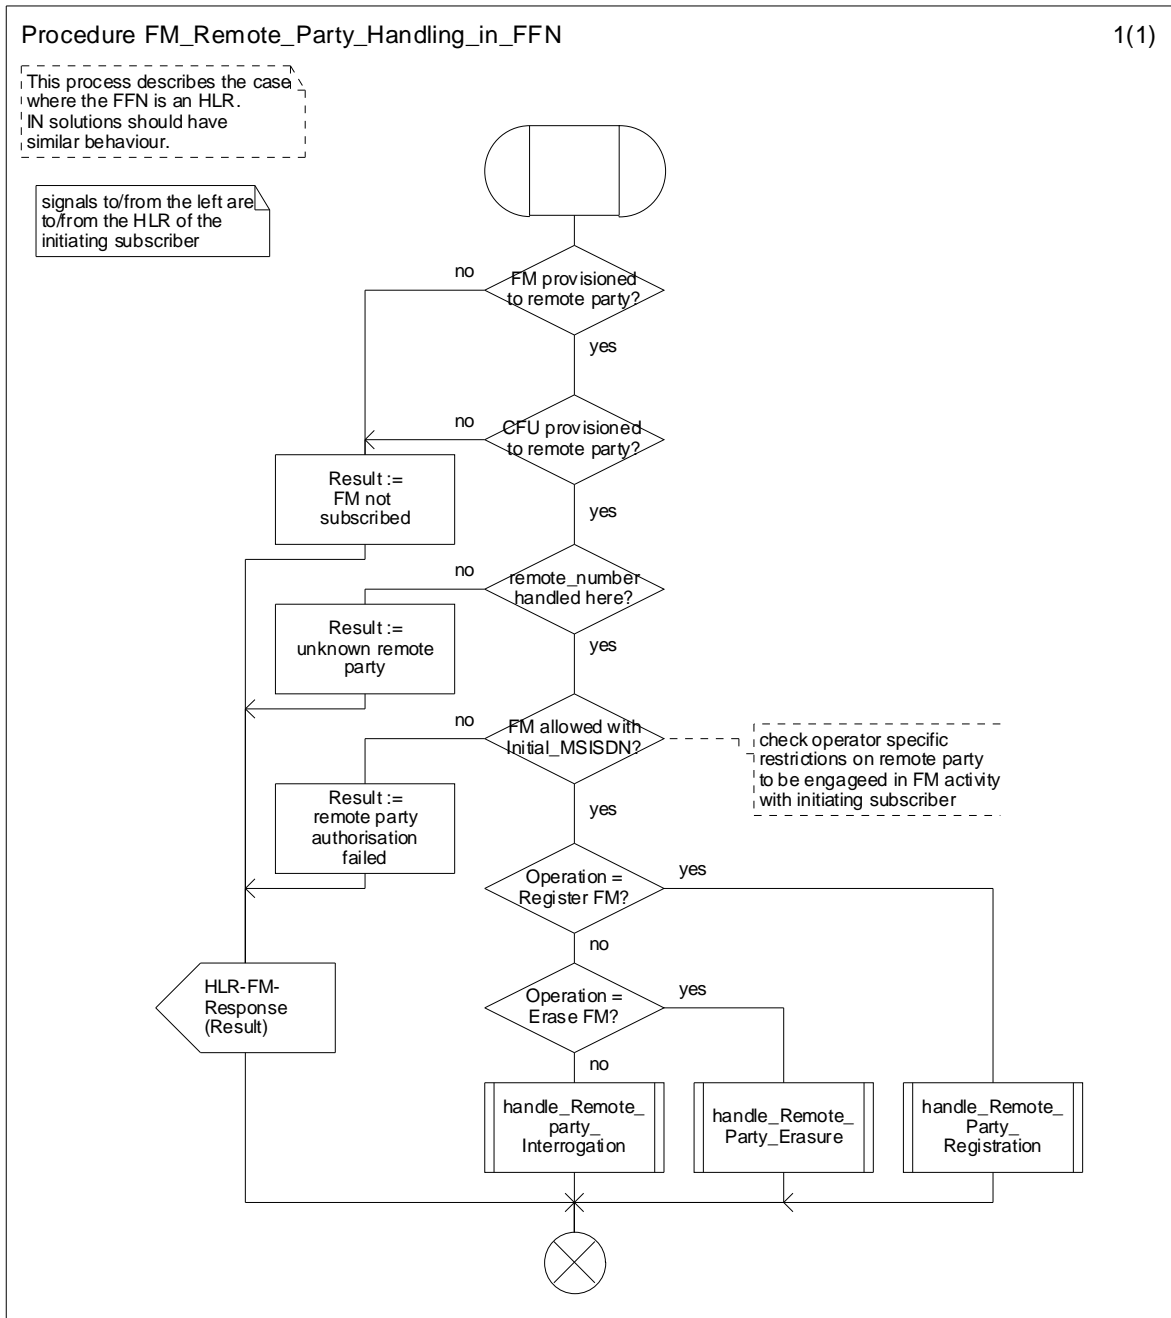 Procedure FM_Remote_Party_Handling_in_FFN
1(1)
This process describes the case
where the FFN is an HLR.
IN solutions should have
similar behaviour.
signals to/from the left are
to/from the HLR of the
initiating subscriber
no
FM provisioned
to remote party?
yes
no
CFU provisioned
to remote party?
Result :=
FM not
subscribed
yes
no
remote_number
handled here?
Result :=
unknown remote
party
yes
no
FM allowed with
Initial_MSISDN?
check operator specific
restrictions on remote party
to be engageed in FM activity
with initiating subscriber
Result :=
remote party
authorisation
failed
yes
Operation =
Register FM?
yes
no
HLR-FM-
Response
(Result)
Operation =
Erase FM?
yes
no
handle_Remote_
party_
Interrogation
handle_Remote_
Party_Erasure
handle_Remote_
Party_
Registration